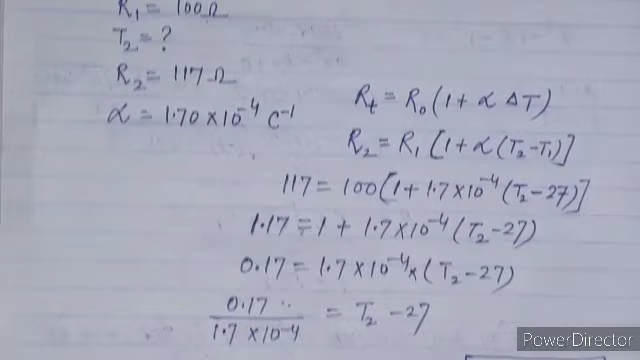 R₁ = 100Ω
T₂ = ?
R₂ = 117Ω
α = 1.70 × 10⁻⁴ C⁻¹
Rt = R₀ (1 + α ΔT)
R₂ = R₁ [1 + α (T₂ - T₁)]
117 = 100 [1 + 1.7 × 10⁻⁴ (T₂ - 27)]
1.17 = 1 + 1.7 × 10⁻⁴ (T₂ - 27)
0.17 = 1.7 × 10⁻⁴ × (T₂ - 27)
0.17 / 1.7 × 10⁻⁴ = T₂ - 27
PowerDirector